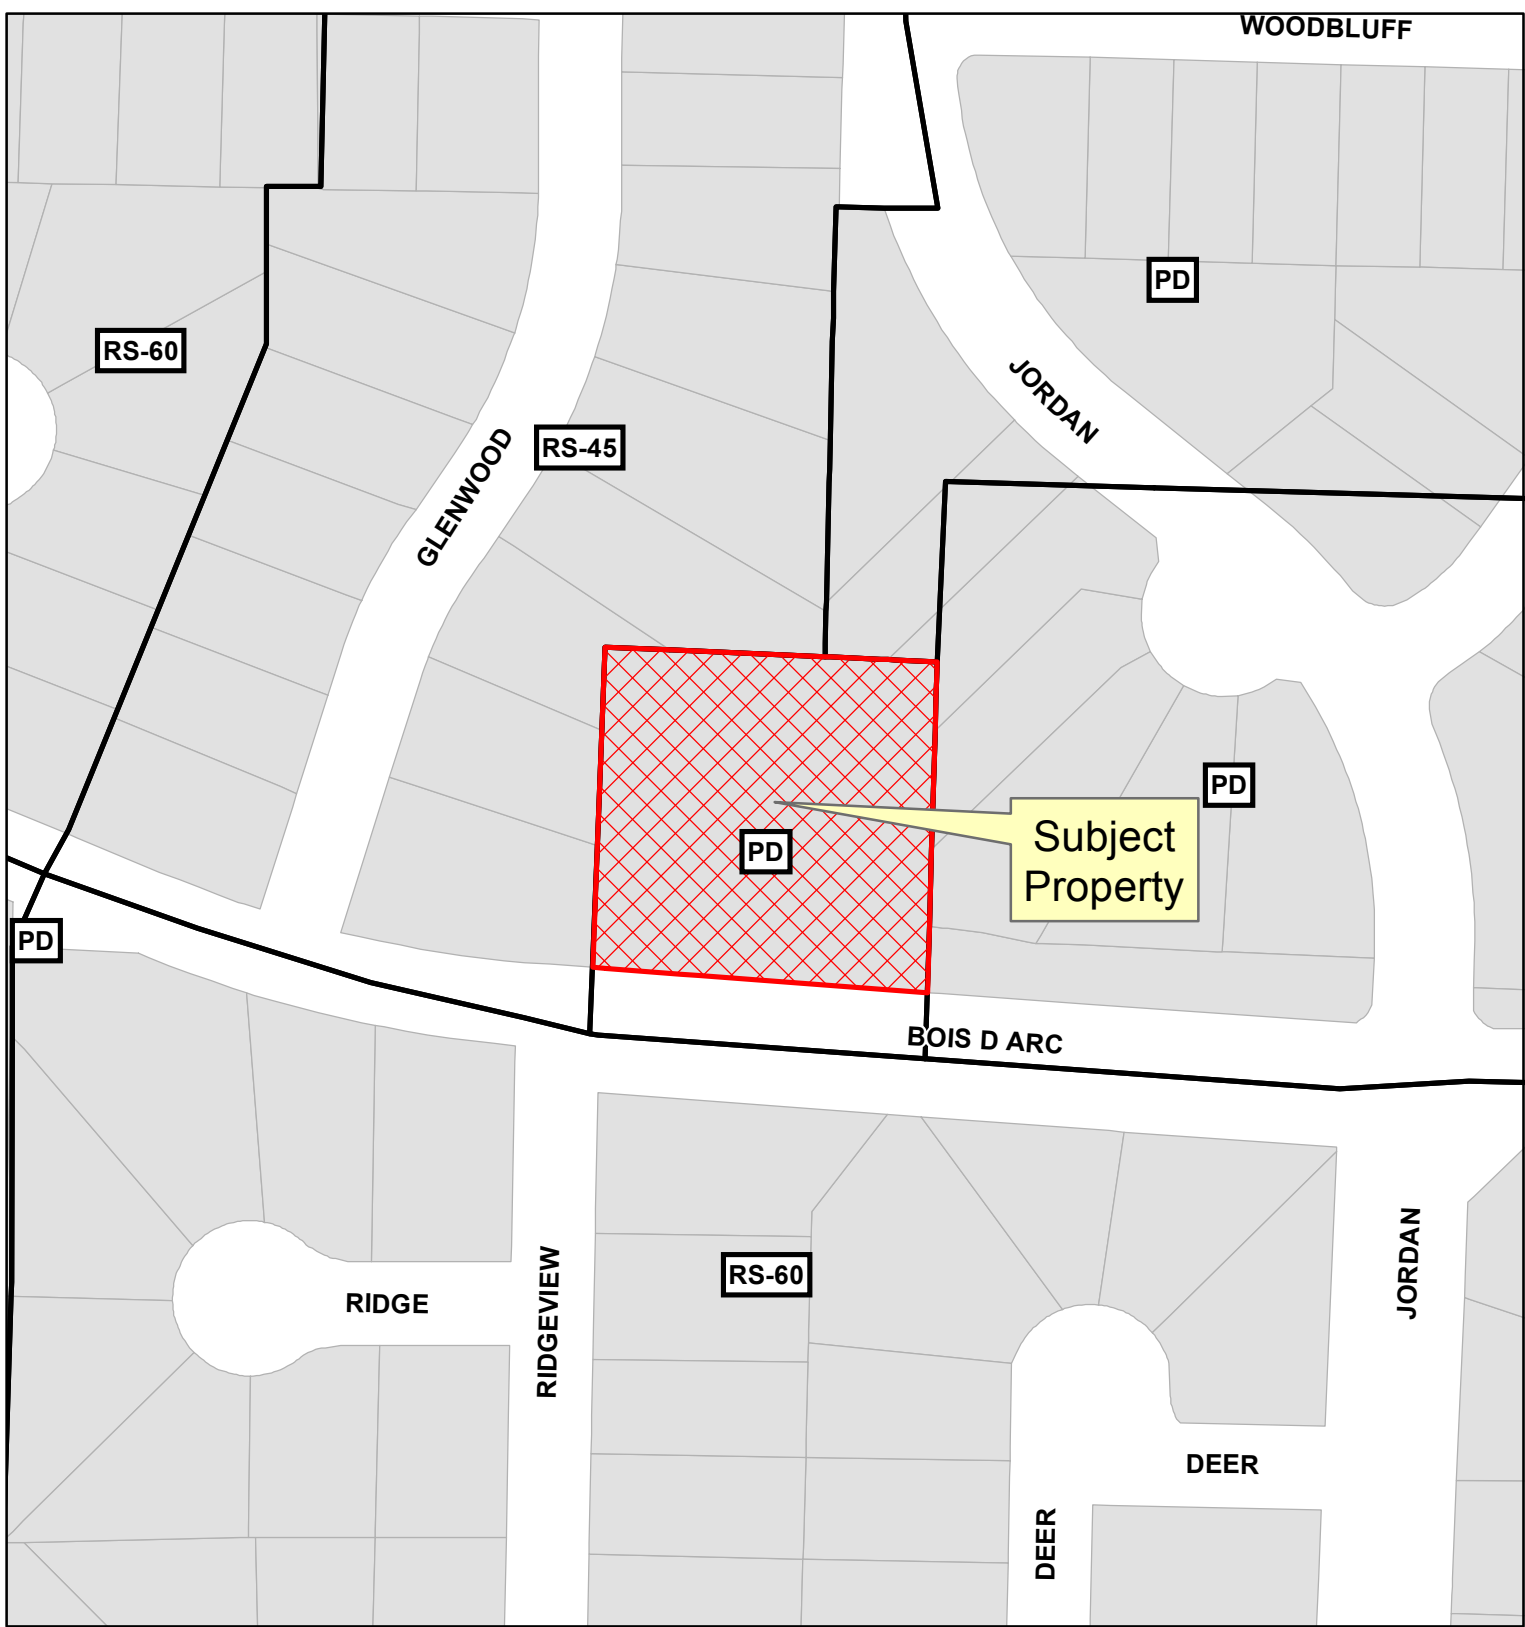 WOODBLUFF
PD
RS-60
JORDAN
RS-45
GLENWOOD
PD
Subject
Property
PD
PD
BOIS D ARC
RS-60
JORDAN
RIDGE
RIDGEVIEW
DEER
DEER